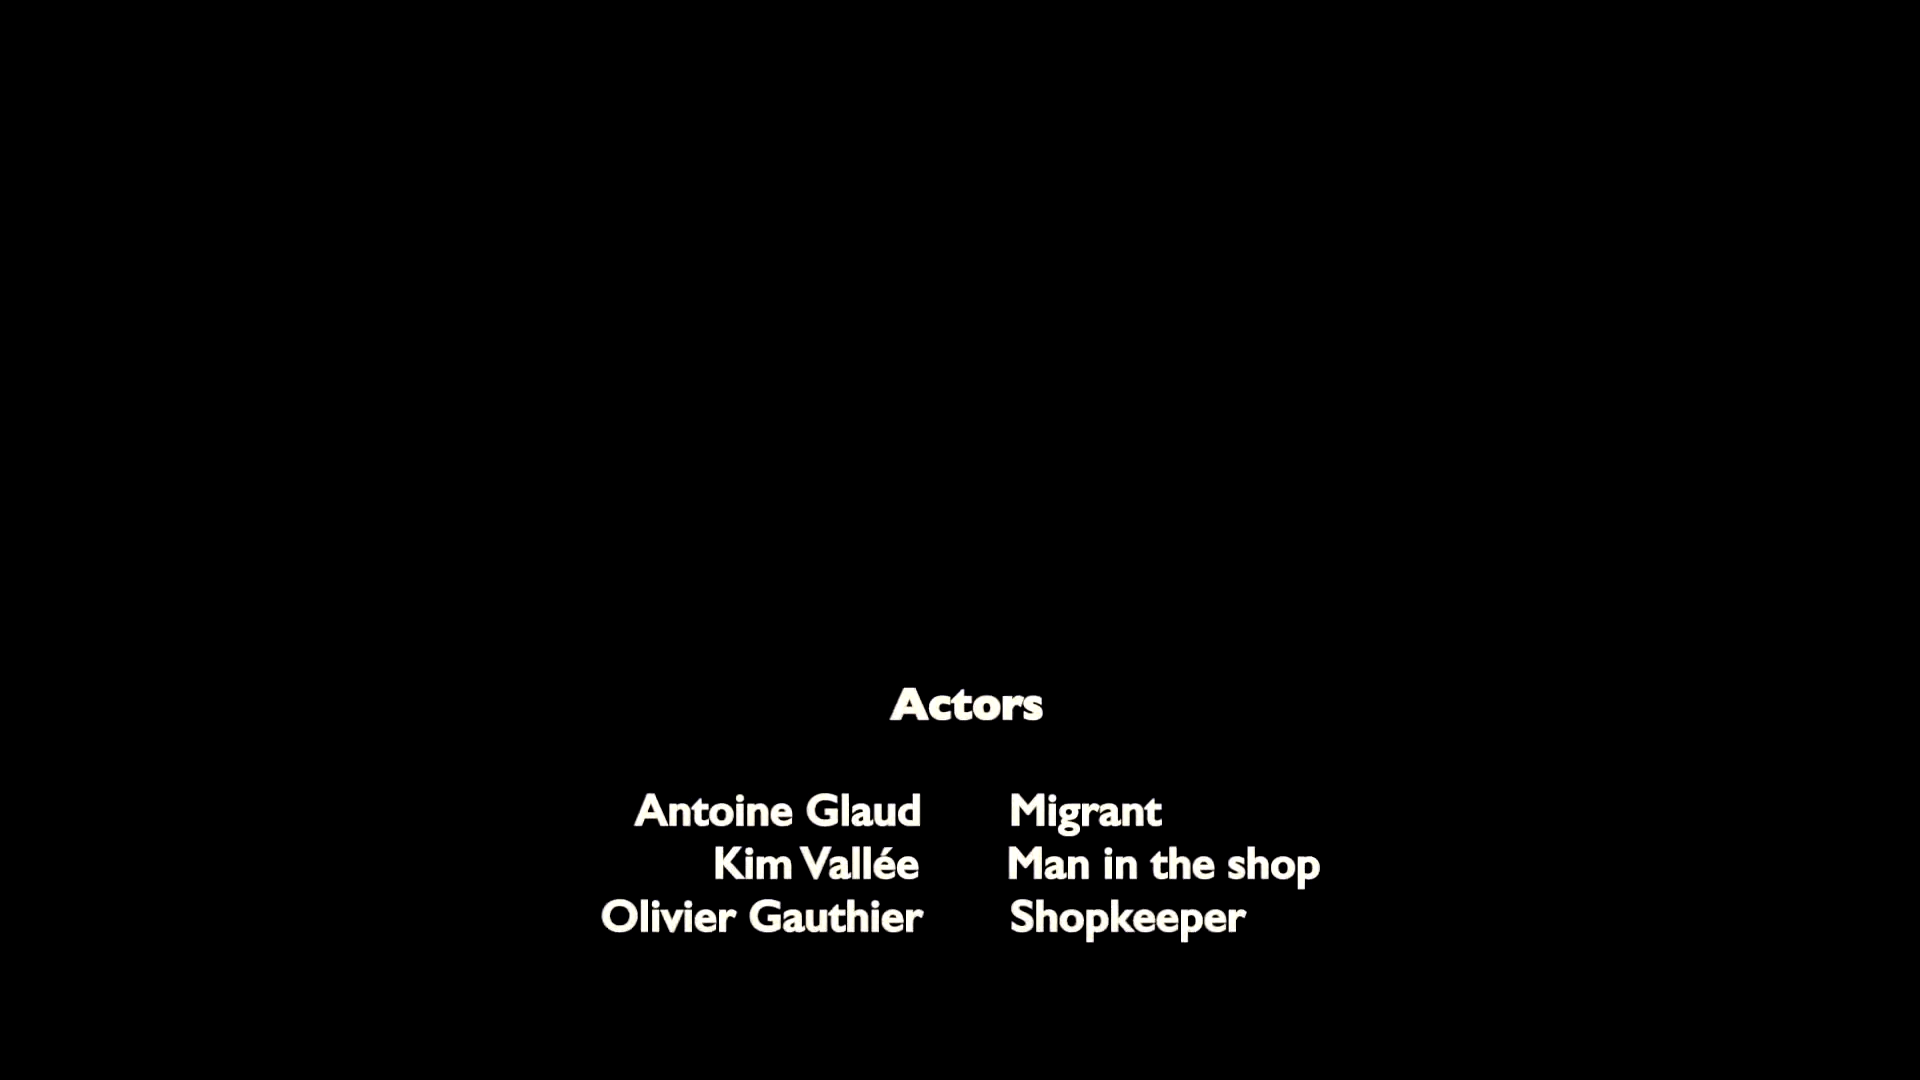 Actors
Antoine Glaud Migrant
Kim Vallée Man in the shop
Olivier Gauthier Shopkeeper